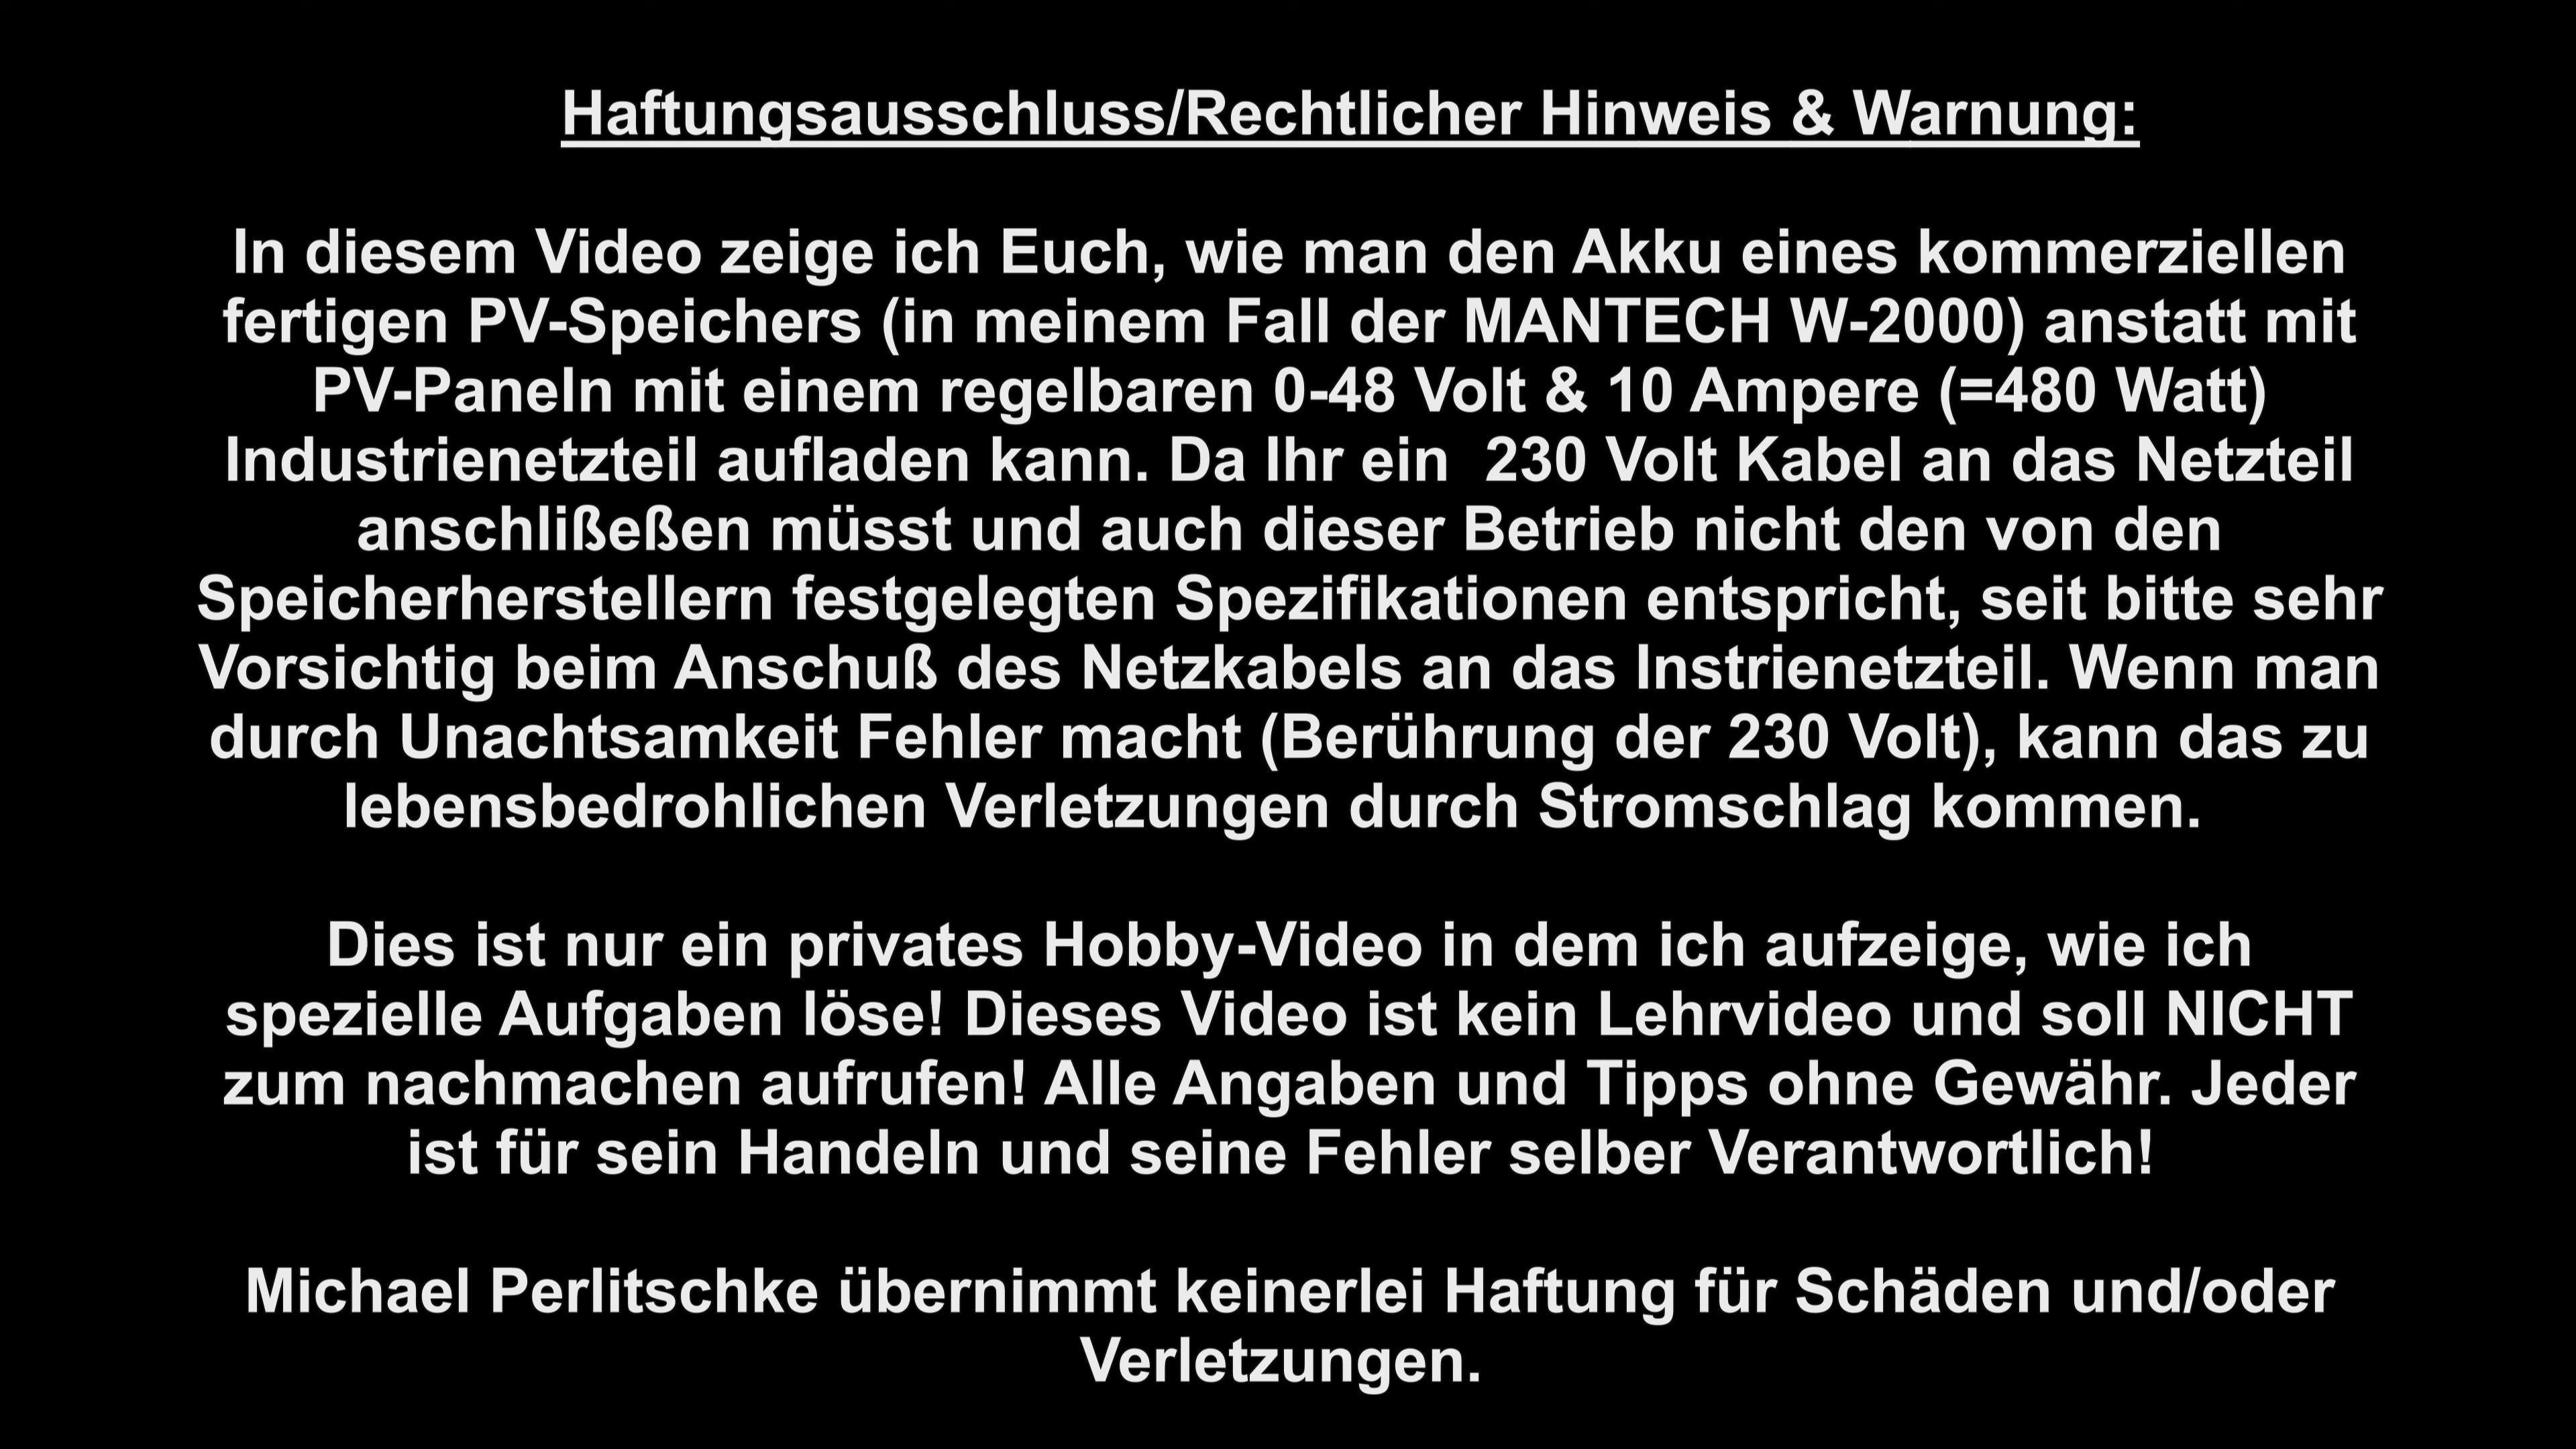 Haftungsausschluss/Rechtlicher Hinweis & Warnung:
In diesem Video zeige ich Euch, wie man den Akku eines kommerziellen
fertigen PV-Speichers (in meinem Fall der MANTECH W-2000) anstatt mit
PV-Paneln mit einem regelbaren 0-48 Volt & 10 Ampere (=480 Watt)
Industrienetzteil aufladen kann. Da Ihr ein  230 Volt Kabel an das Netzteil
anschlißeßen müsst und auch dieser Betrieb nicht den von den
Speicherherstellern festgelegten Spezifikationen entspricht, seit bitte sehr
Vorsichtig beim Anschuß des Netzkabels an das Instrienetzteil. Wenn man
durch Unachtsamkeit Fehler macht (Berührung der 230 Volt), kann das zu
lebensbedrohlichen Verletzungen durch Stromschlag kommen.
Dies ist nur ein privates Hobby-Video in dem ich aufzeige, wie ich
spezielle Aufgaben löse! Dieses Video ist kein Lehrvideo und soll NICHT
zum nachmachen aufrufen! Alle Angaben und Tipps ohne Gewähr. Jeder
ist für sein Handeln und seine Fehler selber Verantwortlich!
Michael Perlitschke übernimmt keinerlei Haftung für Schäden und/oder
Verletzungen.